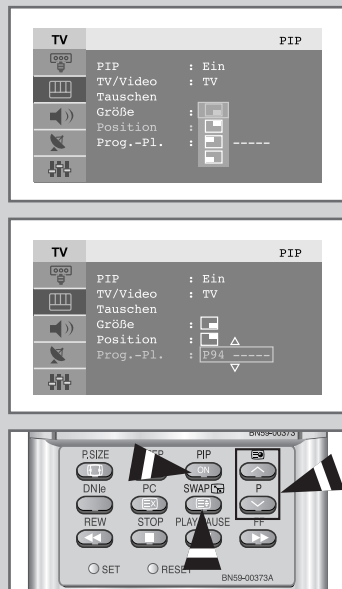 TV PIP
PIP : Ein
TV/Video : TV
Tauschen
Größe :
Position :
Prog.-Pl. : -----
TV PIP
PIP : Ein
TV/Video : TV
Tauschen
Größe :
Position :
Prog.-Pl. : P94 -----
BN59-00373
P.SIZE PIP
ON
DNIe PC SWAP P
REW STOP FF
SET RESET
BN59-00373A